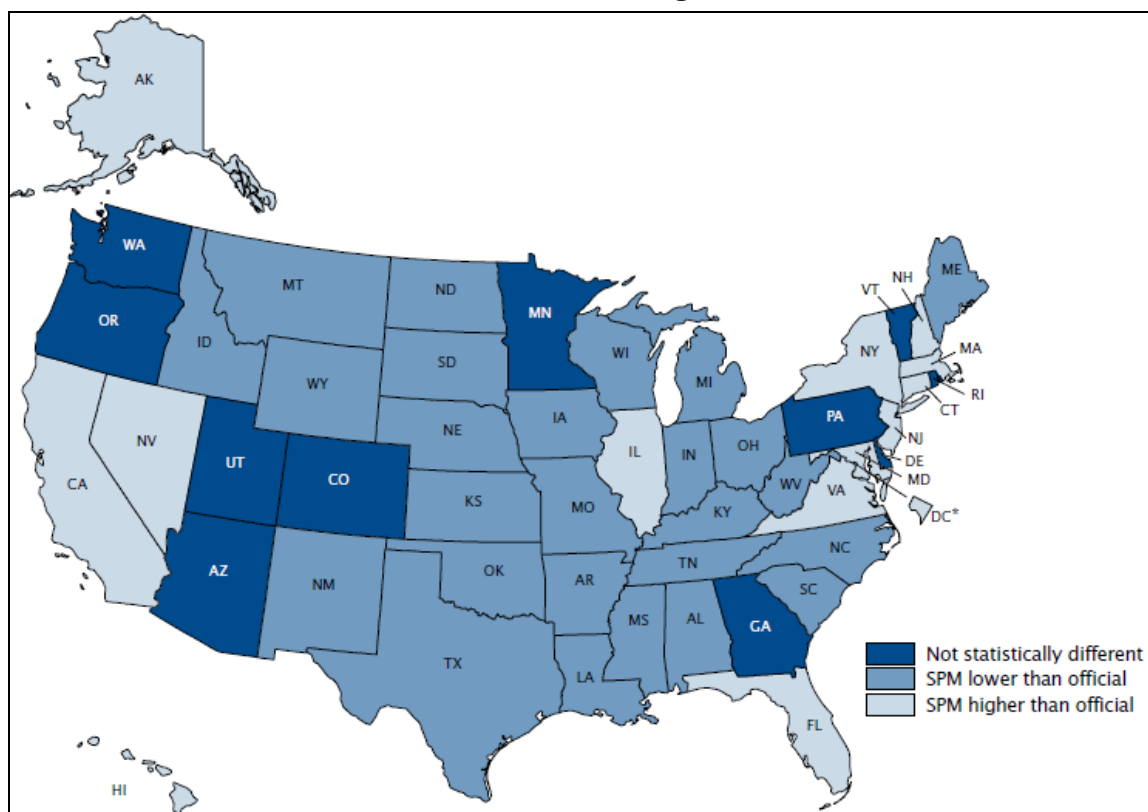 AK
WA
MT
ND
MN
OR
ID
WY
SD
WI
MI
ME
VT
NH
NY
MA
RI
CT
PA
NJ
DE
MD
DC*
NV
CA
UT
CO
NE
IA
IL
IN
OH
WV
VA
KS
MO
KY
AZ
NM
OK
AR
TN
NC
SC
MS
AL
GA
TX
LA
FL
HI
Not statistically different
SPM lower than official
SPM higher than official